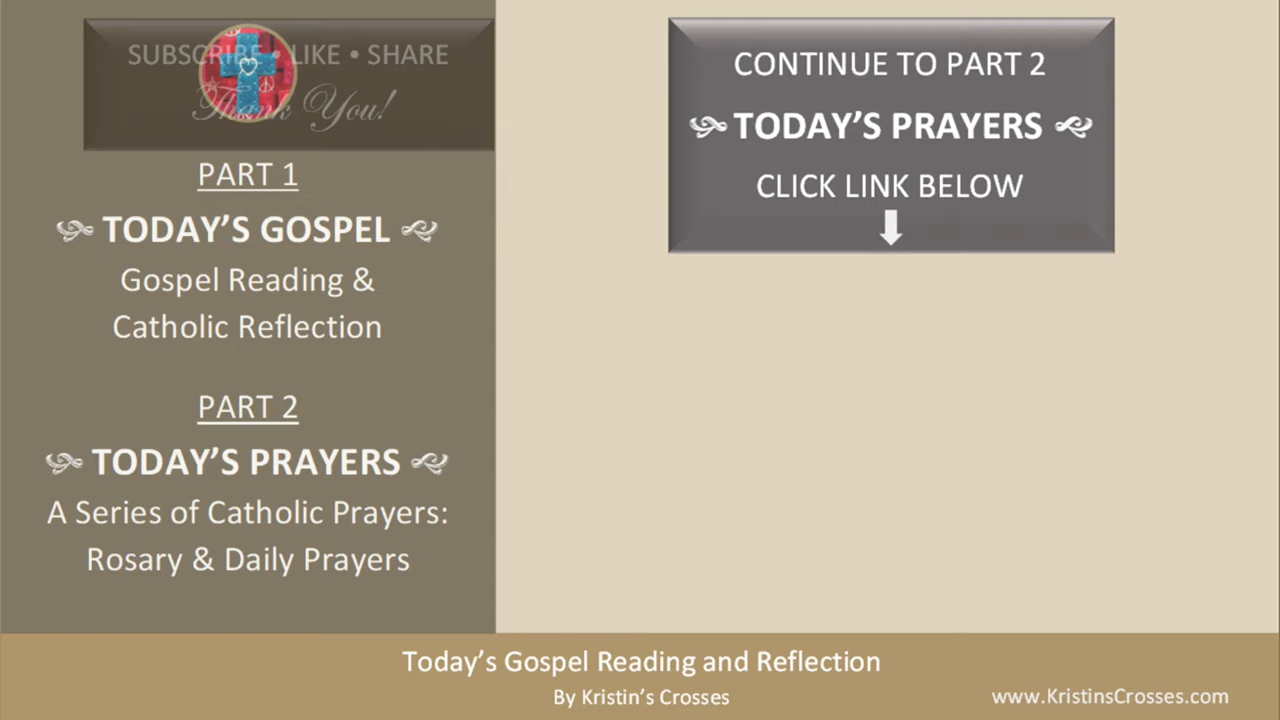 SUBSCRIBE • LIKE • SHARE
Thank You!
PART 1
TODAY'S GOSPEL
Gospel Reading &
Catholic Reflection
PART 2
TODAY'S PRAYERS
A Series of Catholic Prayers:
Rosary & Daily Prayers
CONTINUE TO PART 2
TODAY'S PRAYERS
CLICK LINK BELOW
Today's Gospel Reading and Reflection
By Kristin's Crosses
www.KristinsCrosses.com